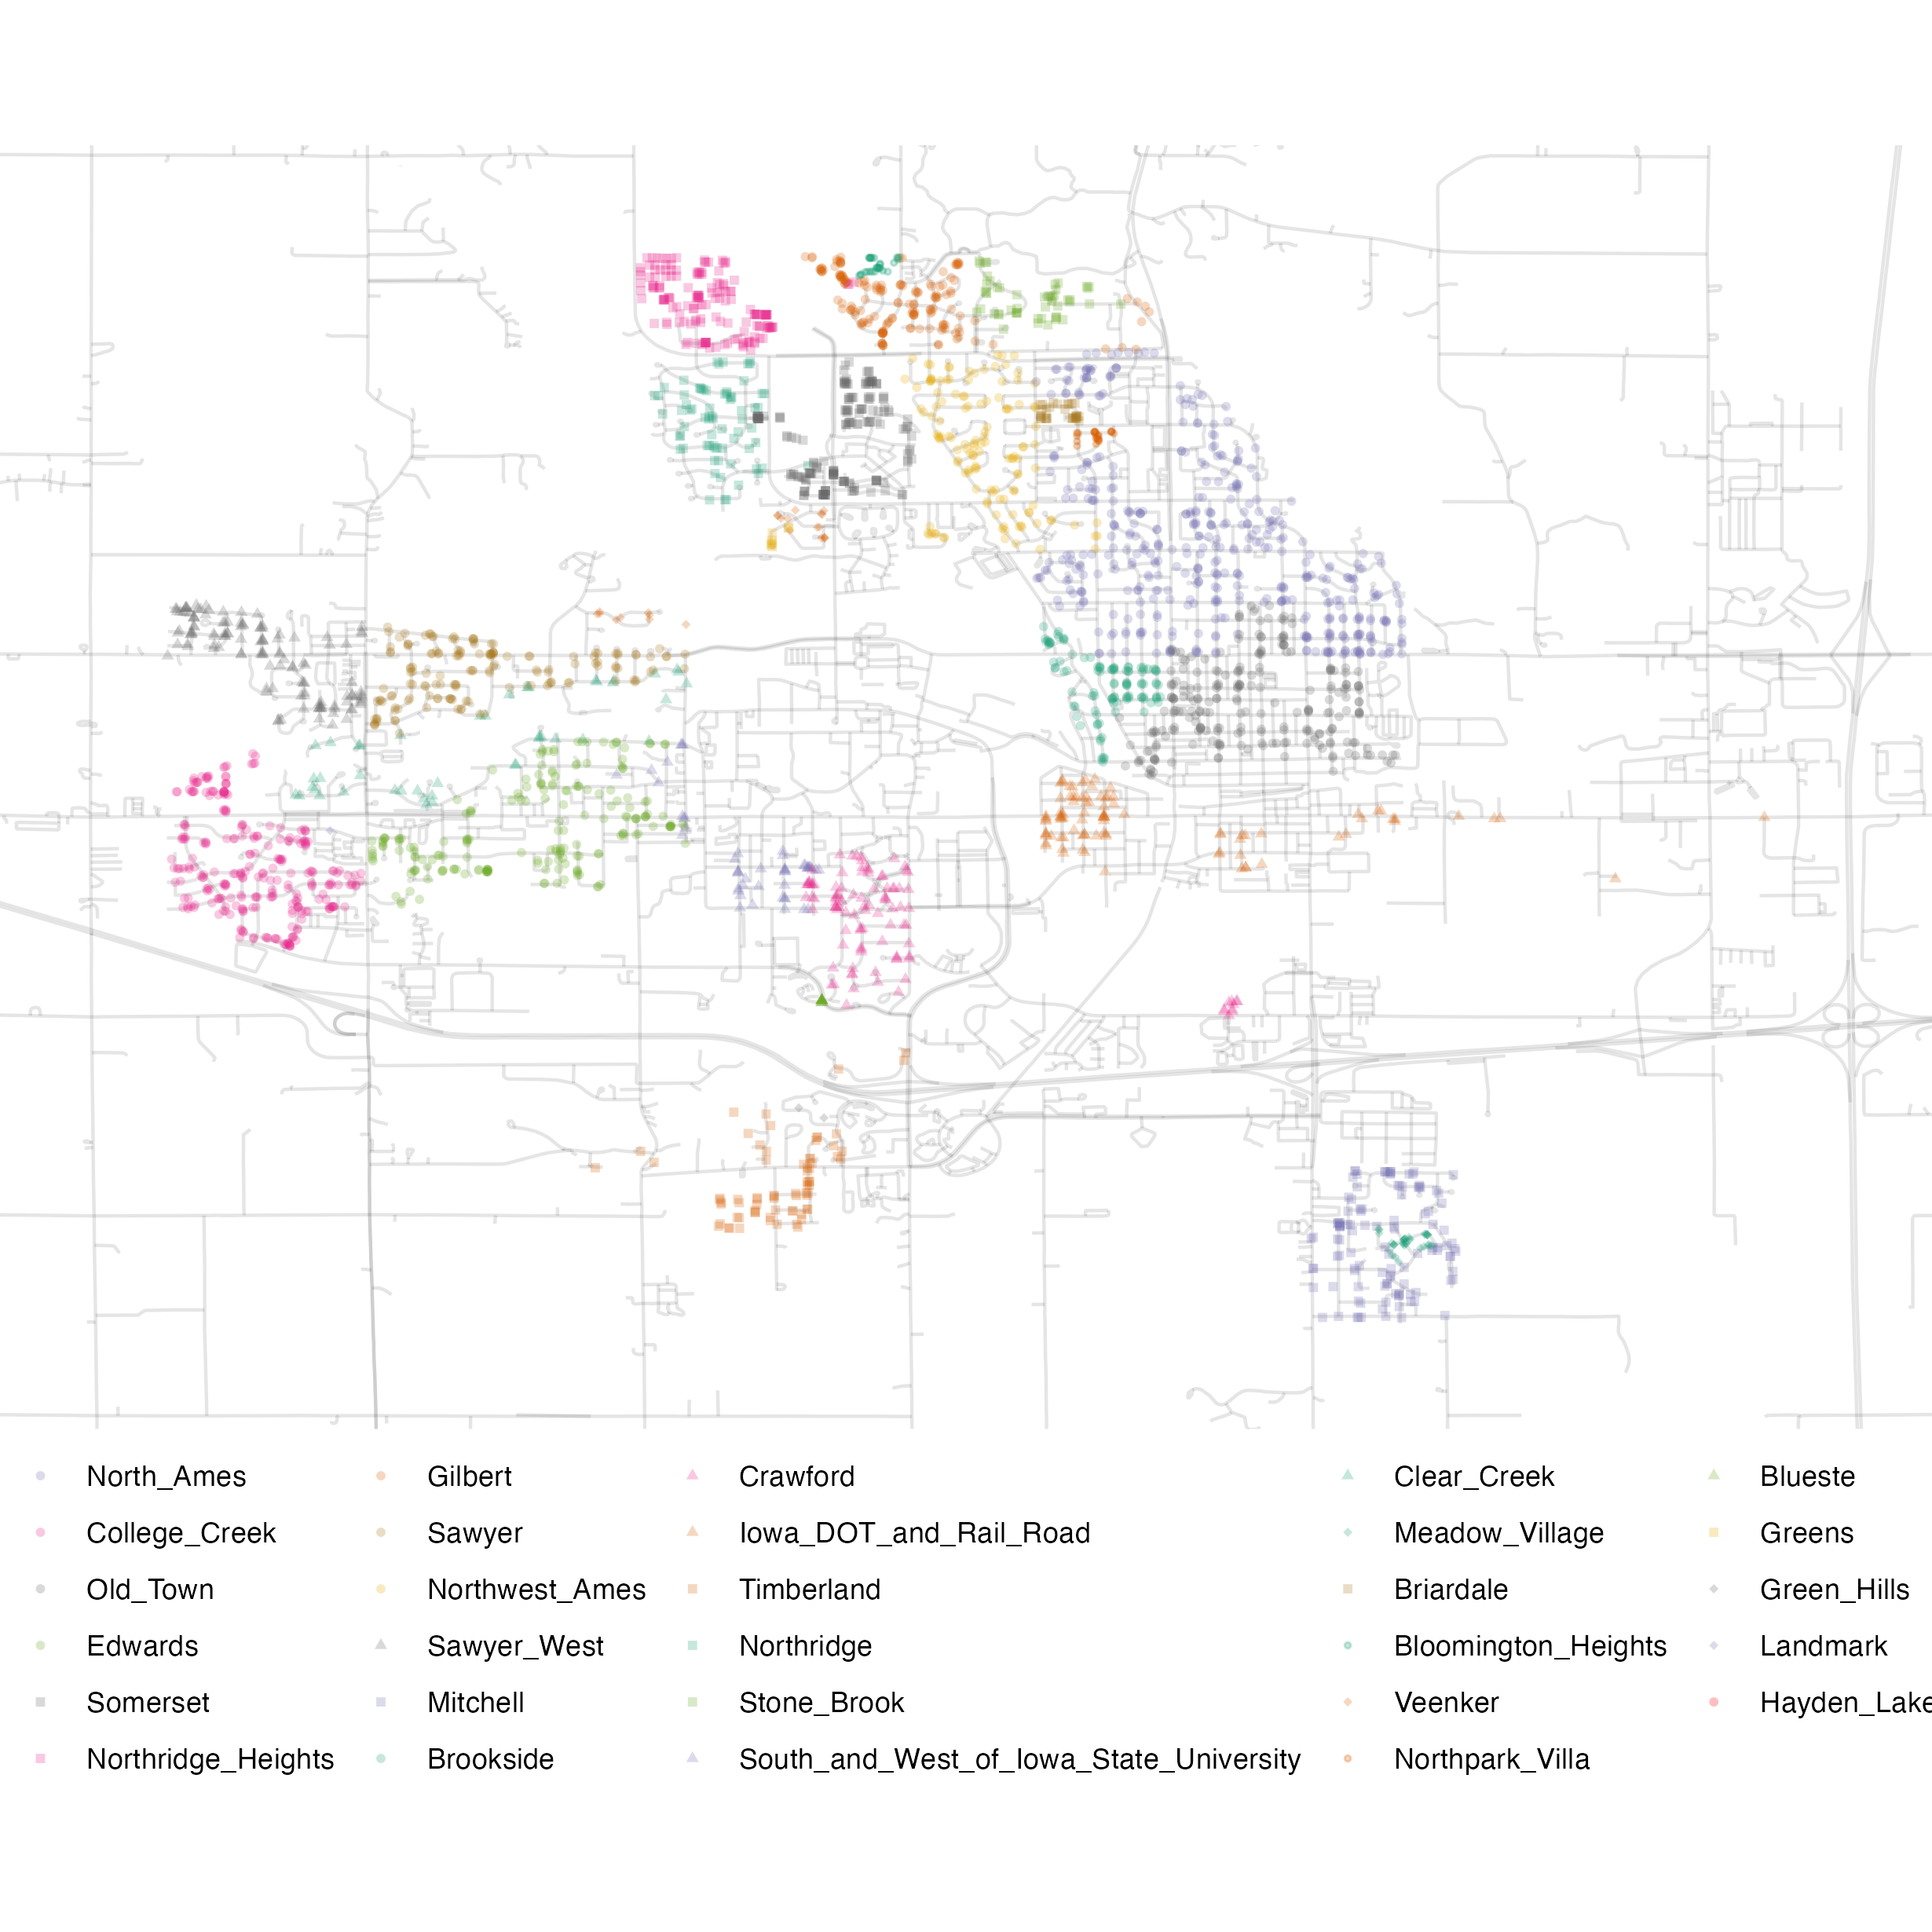 North_Ames
College_Creek
Old_Town
Edwards
Somerset
Northridge_Heights
Gilbert
Sawyer
Northwest_Ames
Sawyer_West
Mitchell
Brookside
Crawford
Iowa_DOT_and_Rail_Road
Timberland
Northridge
Stone_Brook
South_and_West_of_Iowa_State_University
Clear_Creek
Meadow_Village
Briardale
Bloomington_Heights
Veenker
Northpark_Villa
Blueste
Greens
Green_Hills
Landmark
Hayden_Lake